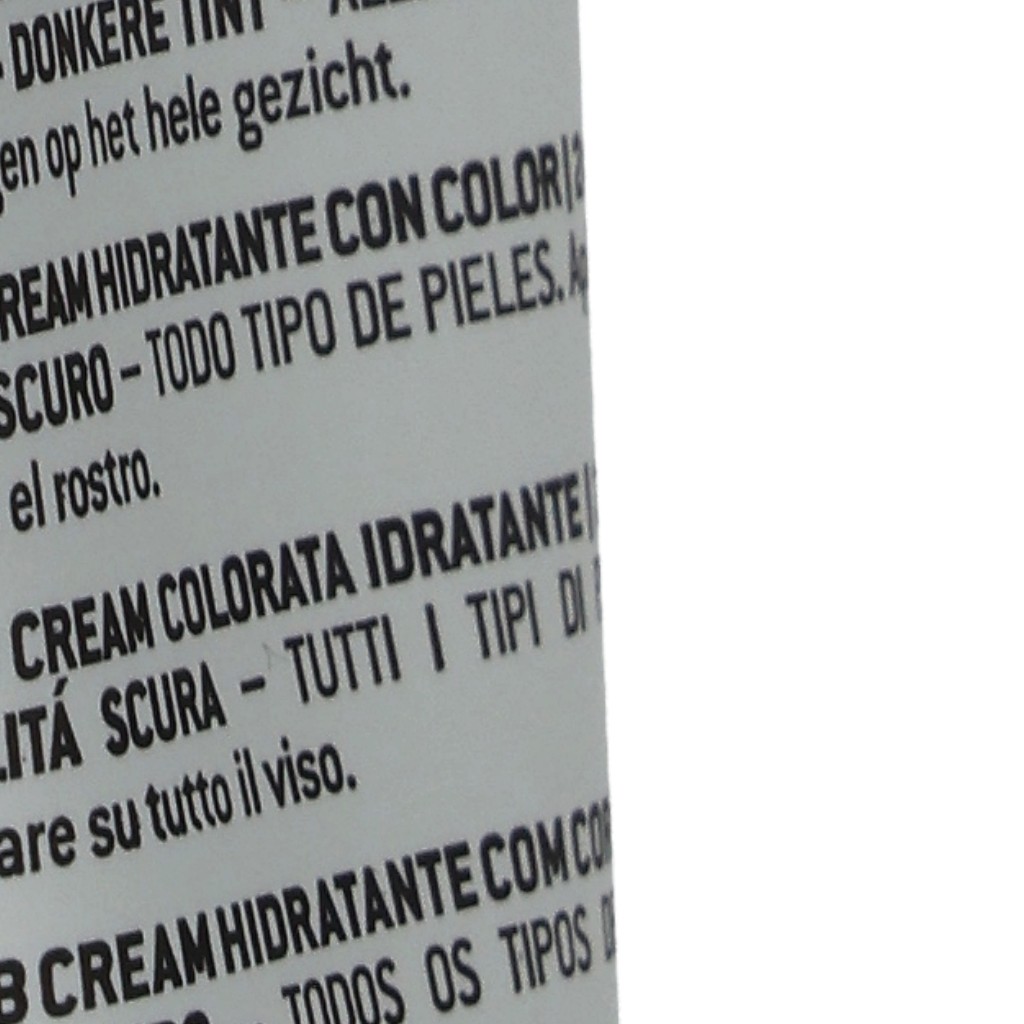 - DONKERE TINT -
en op het hele gezicht.
REAM HIDRATANTE CON COLOR |
SCURO – TODO TIPO DE PIELES.
el rostro.
CREAM COLORATA IDRATANTE |
LITÁ SCURA – TUTTI I TIPI DI
are su tutto il viso.
B CREAM HIDRATANTE COM
TODOS OS TIPOS